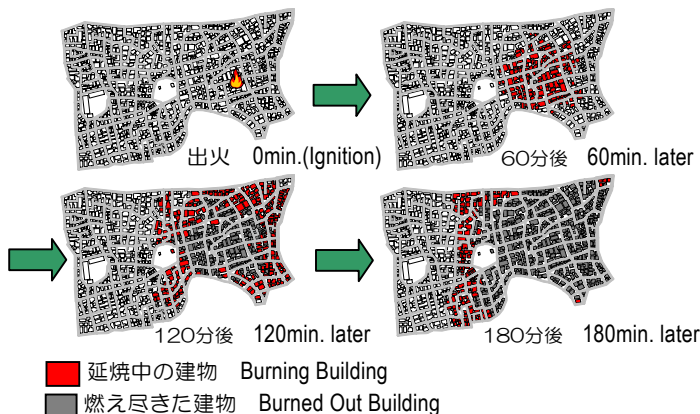 出火 0min.(Ignition)
60分後 60min. later
120分後 120min. later
180分後 180min. later
延焼中の建物 Burning Building
燃え尽きた建物 Burned Out Building